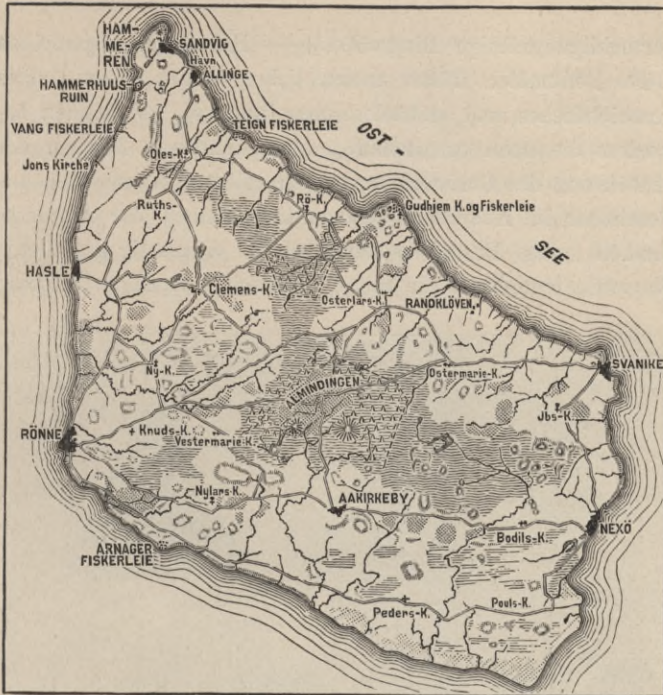 HAM-
ME-
REN
SANDVIG
Havn
ALLINGE
HAMMERHUUS
RUIN
VANG FISKERLEIE
TEIGN FISKERLEIE
OST -
Jons Kirche
Oles-K.
Ruths-
K.
Rö-K.
Gudhjem K. og Fiskerleie
SEE
HASLE
Clemens-K.
Osterlars-K.
RANDKLÖVEN
SVANIKE
Ny-K.
Ostermarie-K.
ALMINDINGEN
Jbs-K.
RÖNNE
Knuds-K.
Vestermarie-K.
Nylars-K.
AAKIRKEBY
NEXÖ
Bodils-K.
ARNAGER
FISKERLEIE
Peders-K.
Pouls-K.